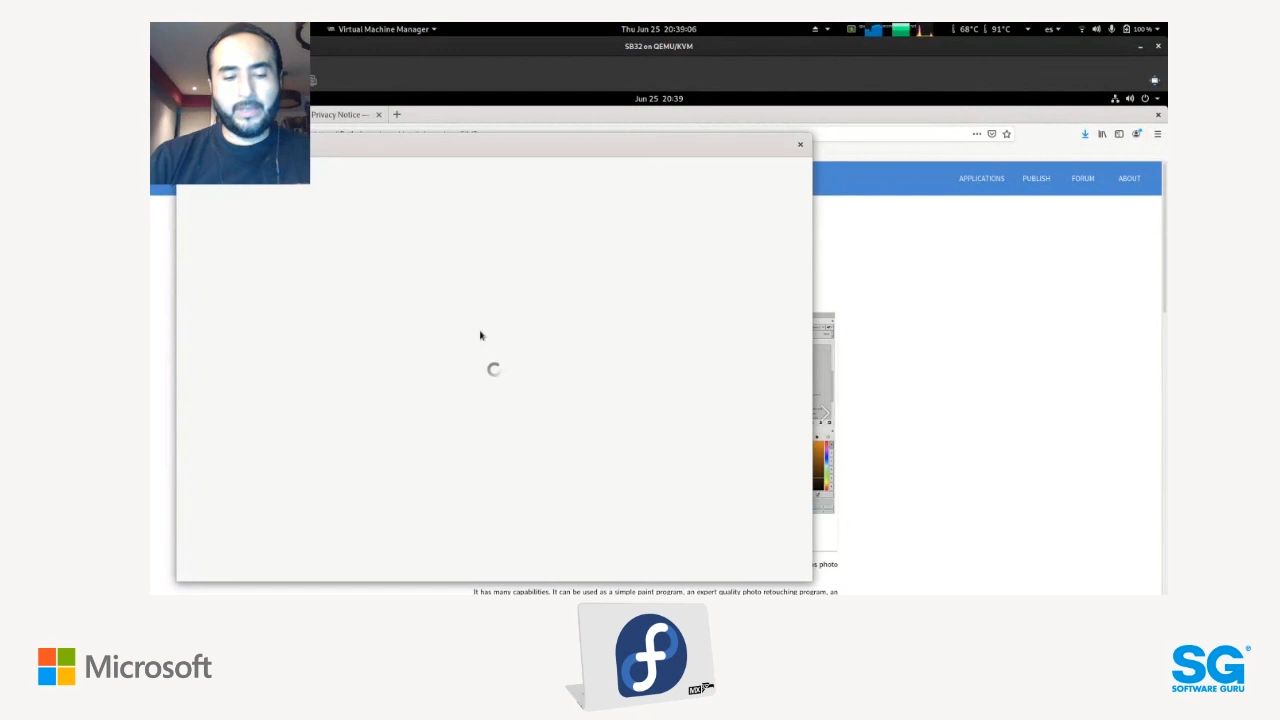 Virtual Machine Manager
Thu Jun 25 20:39:06
68°C
91°C
es
100 %
SB32 on QEMU/KVM
Jun 25 20:39
Privacy Notice —
APPLICATIONS
PUBLISH
FORUM
ABOUT
photo
It has many capabilities. It can be used as a simple paint program, an expert quality photo retouching program, an
Microsoft
MX
SG
SOFTWARE GURU